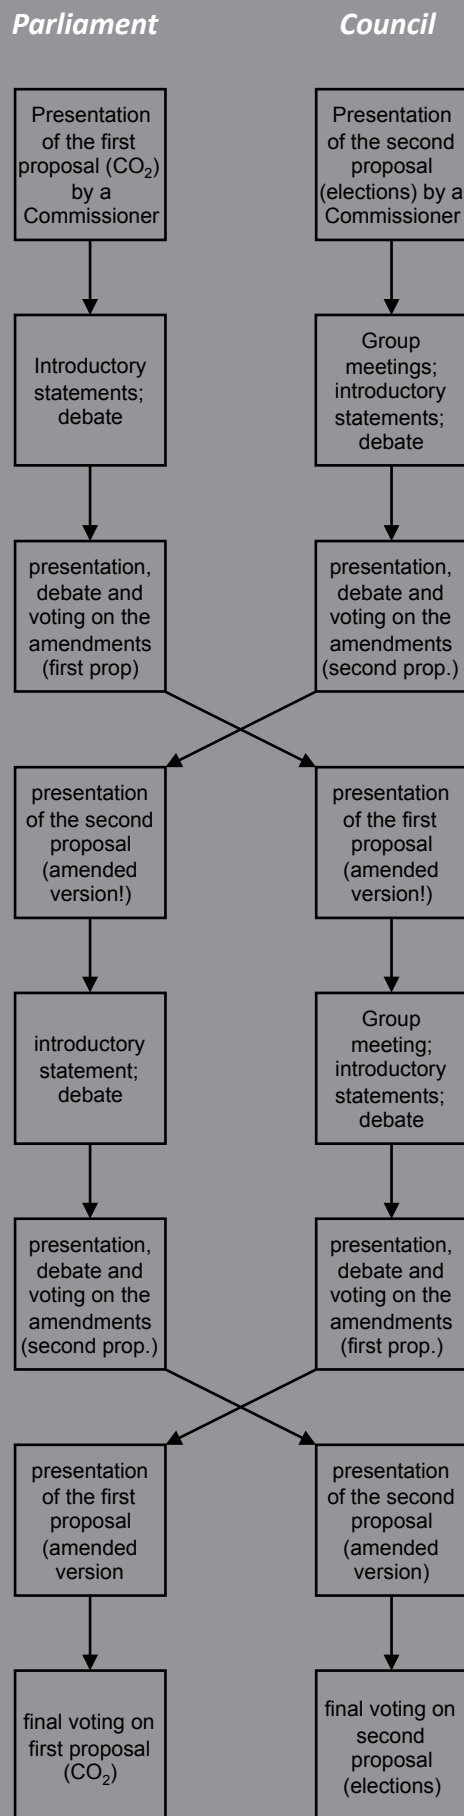 Parliament
Council
Presentation
of the first
proposal (CO₂)
by a
Commissioner
Presentation
of the second
proposal
(elections) by a
Commissioner
Introductory
statements;
debate
Group
meetings;
introductory
statements;
debate
presentation,
debate and
voting on the
amendments
(first prop)
presentation,
debate and
voting on the
amendments
(second prop.)
presentation
of the second
proposal
(amended
version!)
presentation
of the first
proposal
(amended
version!)
introductory
statement;
debate
Group
meeting;
introductory
statements;
debate
presentation,
debate and
voting on the
amendments
(second prop.)
presentation,
debate and
voting on the
amendments
(first prop.)
presentation
of the first
proposal
(amended
version
presentation
of the second
proposal
(amended
version)
final voting on
first proposal
(CO₂)
final voting on
second
proposal
(elections)